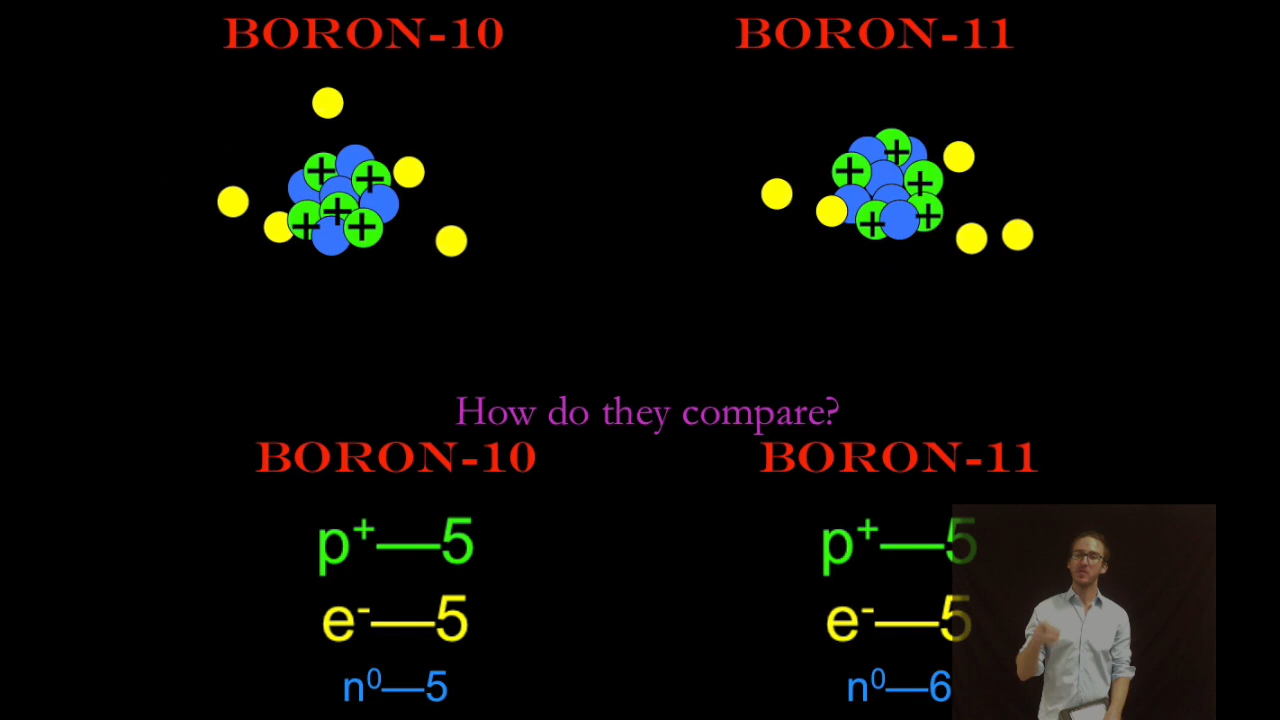 BORON-10 BORON-11
+ + + + +
+ + + + +
How do they compare?
BORON-10 BORON-11
p⁺—5 p⁺—5
e⁻—5 e⁻—5
n⁰—5 n⁰—6